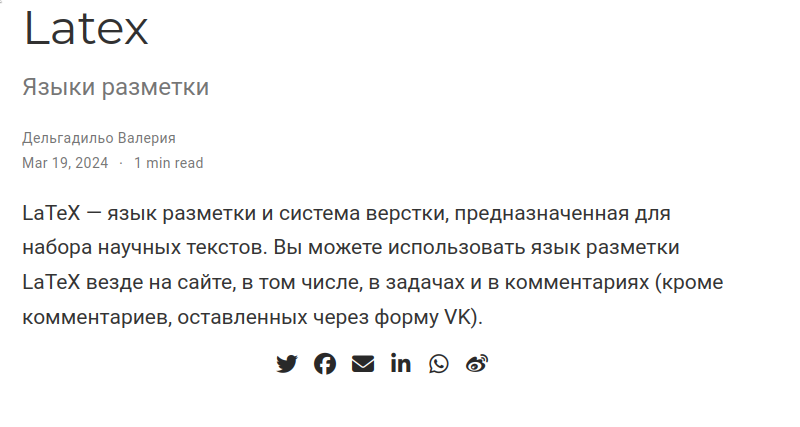 Latex
Языки разметки
Дельгадильо Валерия
Mar 19, 2024 · 1 min read
LaTeX — язык разметки и система верстки, предназначенная для
набора научных текстов. Вы можете использовать язык разметки
LaTeX везде на сайте, в том числе, в задачах и в комментариях (кроме
комментариев, оставленных через форму VK).